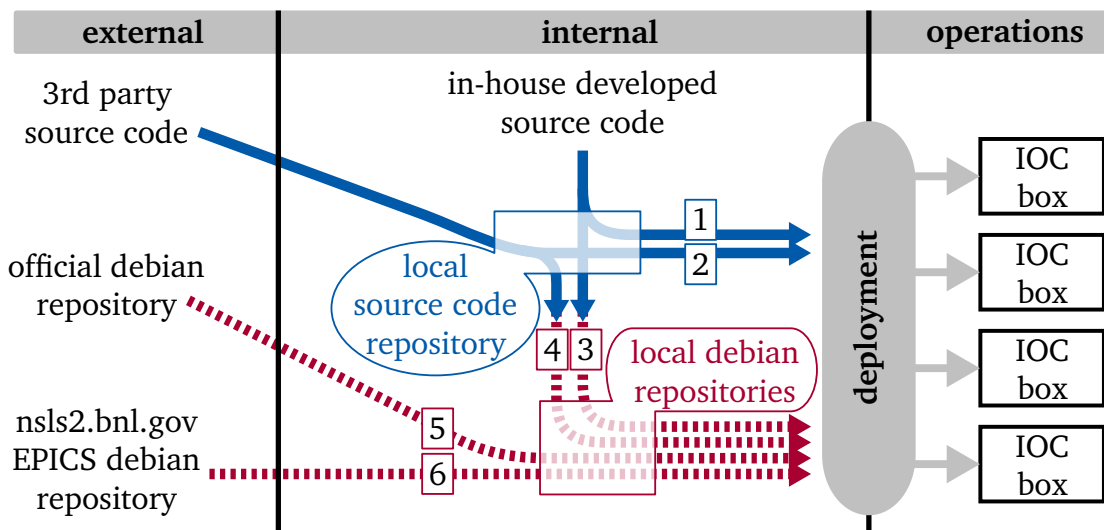 external
internal
operations
3rd party
source code
in-house developed
source code
official debian
repository
nsls2.bnl.gov
EPICS debian
repository
1
2
local
source code
repository
4
3
local debian
repositories
5
6
deployment
IOC
box
IOC
box
IOC
box
IOC
box